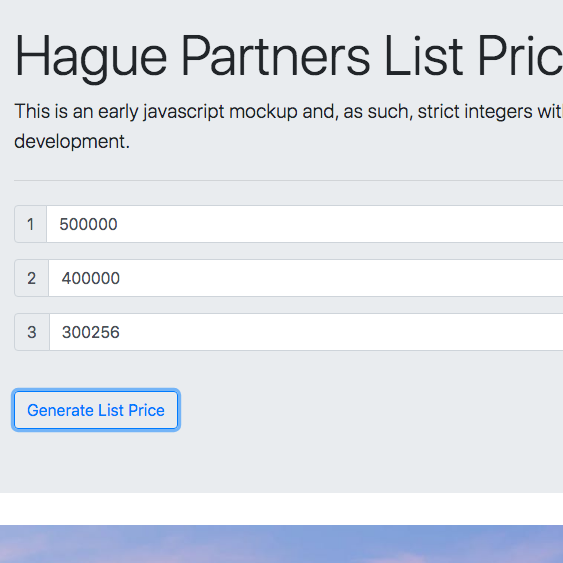 Hague Partners List Pric
This is an early javascript mockup and, as such, strict integers wit
development.
1 500000
2 400000
3 300256
Generate List Price